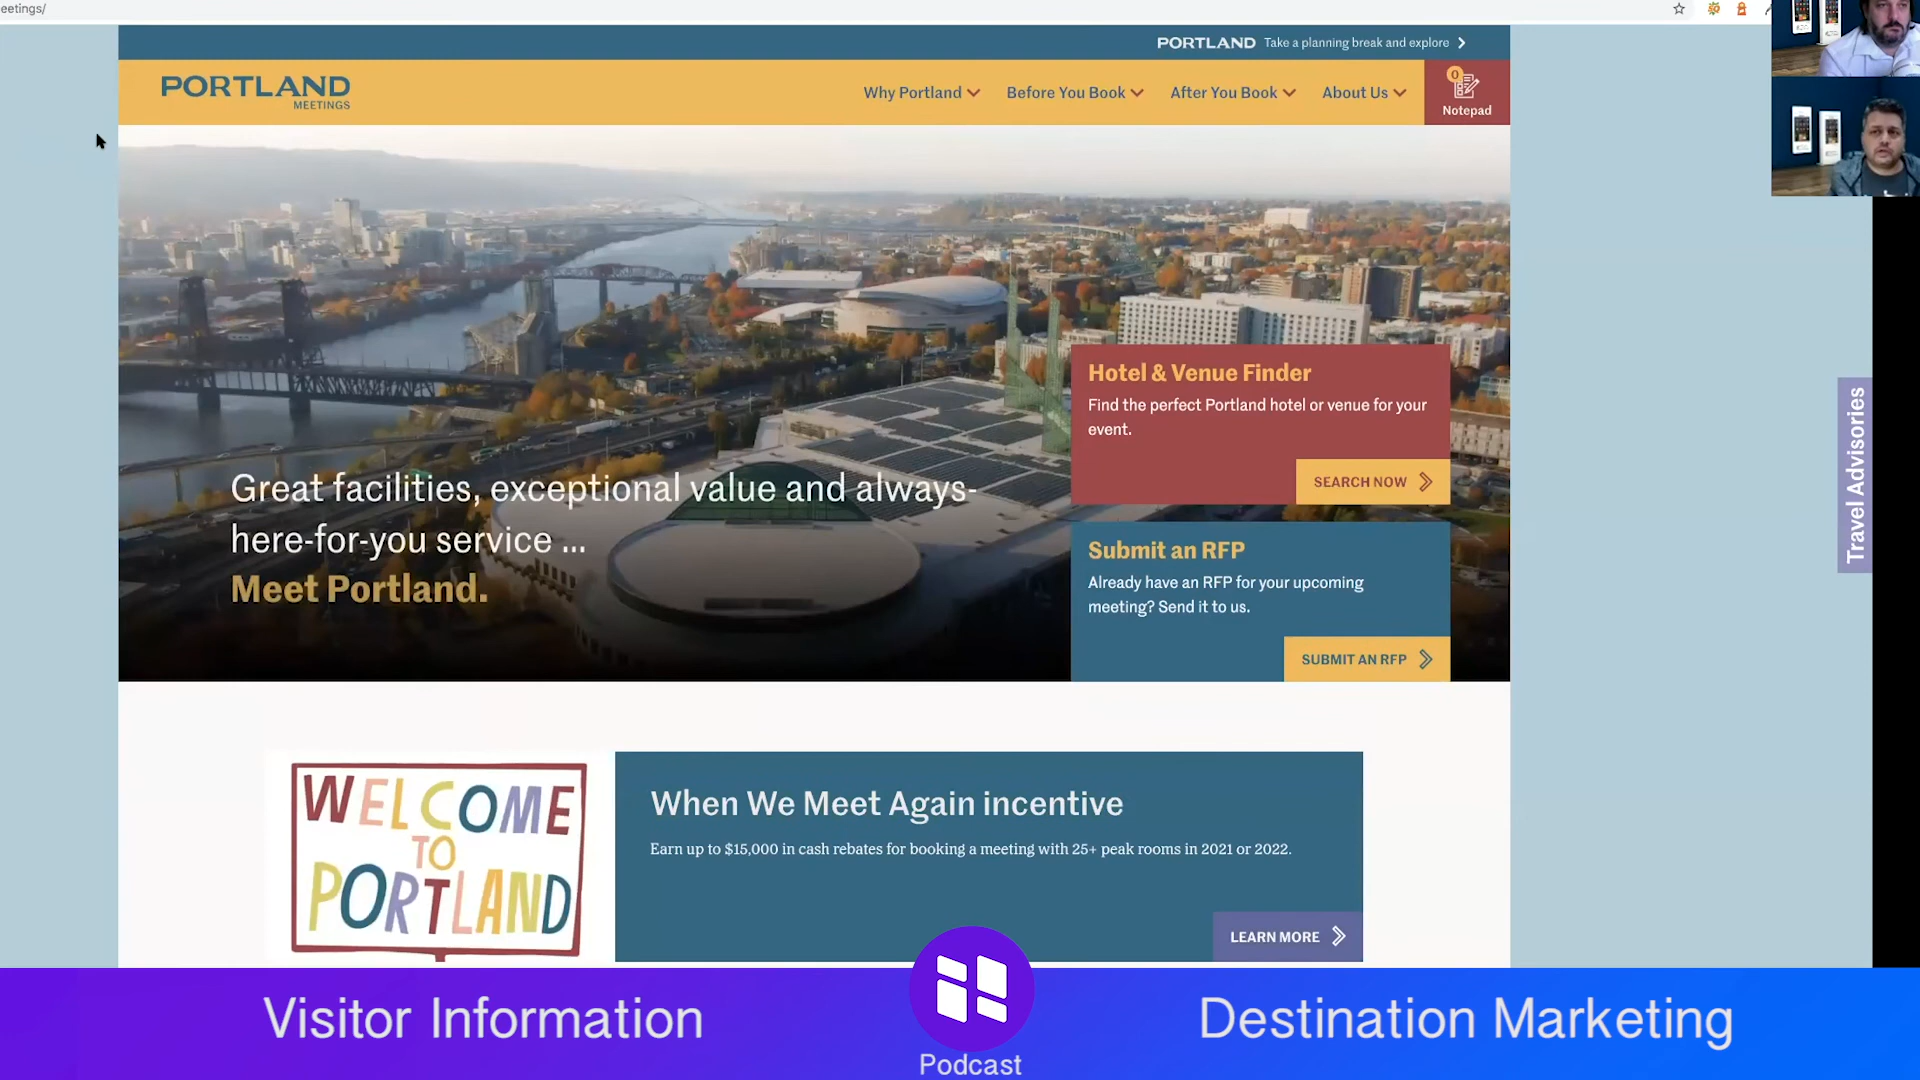 eetings/
PORTLAND Take a planning break and explore
PORTLAND
MEETINGS
Why Portland
Before You Book
After You Book
About Us
0
Notepad
Hotel & Venue Finder
Find the perfect Portland hotel or venue for your
event.
SEARCH NOW
Great facilities, exceptional value and always-
here-for-you service ...
Meet Portland.
Submit an RFP
Already have an RFP for your upcoming
meeting? Send it to us.
SUBMIT AN RFP
Travel Advisories
WELCOME
TO
PORTLAND
When We Meet Again incentive
Earn up to $15,000 in cash rebates for booking a meeting with 25+ peak rooms in 2021 or 2022.
LEARN MORE
Visitor Information
Podcast
Destination Marketing